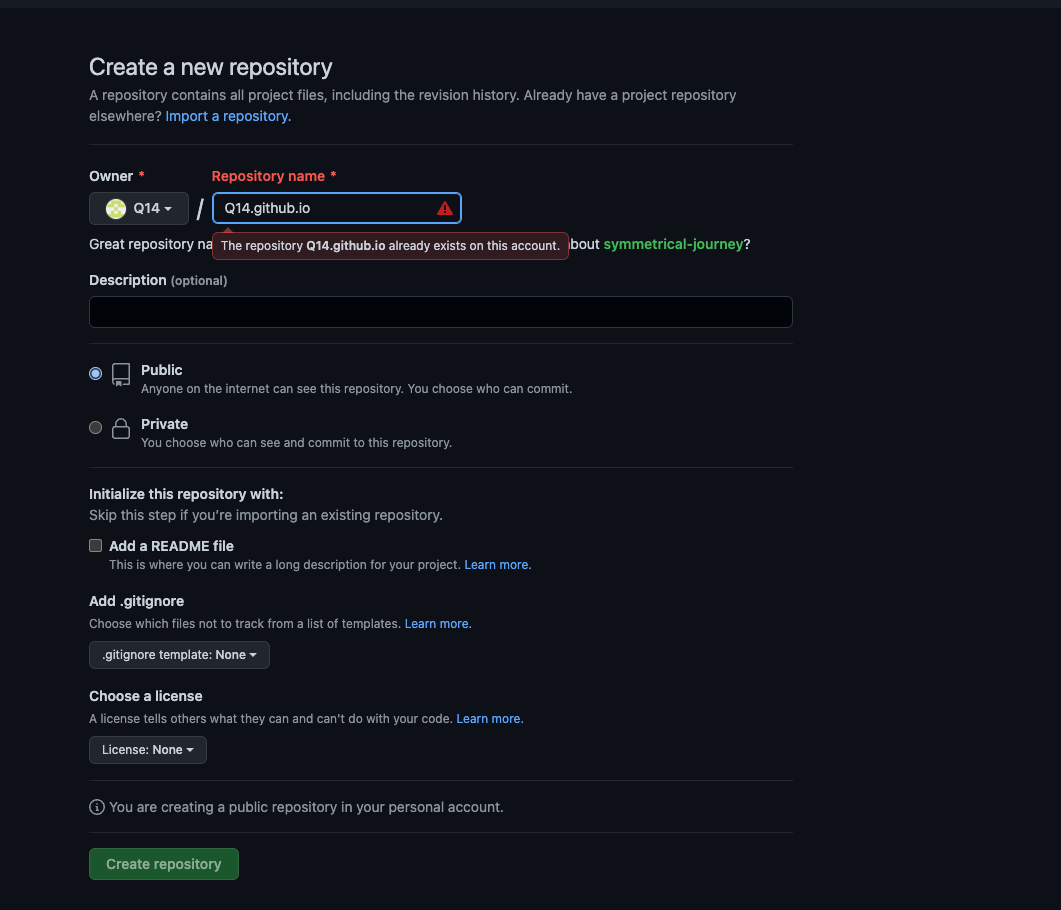 Create a new repository
A repository contains all project files, including the revision history. Already have a project repository
elsewhere? Import a repository.
Owner *
Repository name *
Q14
/
Q14.github.io
Great repository na
The repository Q14.github.io already exists on this account.
bout symmetrical-journey?
Description (optional)
Public
Anyone on the internet can see this repository. You choose who can commit.
Private
You choose who can see and commit to this repository.
Initialize this repository with:
Skip this step if you're importing an existing repository.
Add a README file
This is where you can write a long description for your project. Learn more.
Add .gitignore
Choose which files not to track from a list of templates. Learn more.
.gitignore template: None
Choose a license
A license tells others what they can and can't do with your code. Learn more.
License: None
You are creating a public repository in your personal account.
Create repository